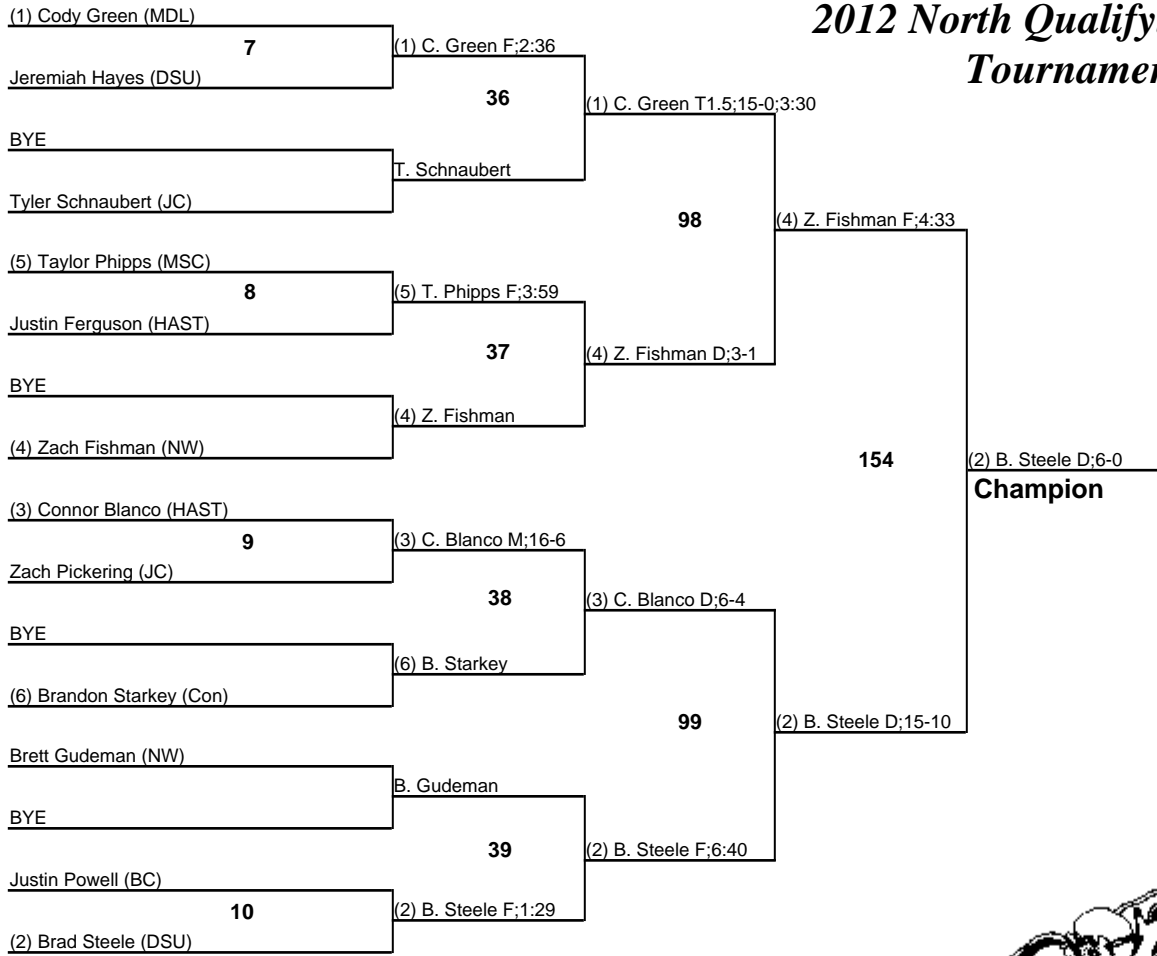 2012 North Qualify
Tournamen
(1) Cody Green (MDL)
7
Jeremiah Hayes (DSU)
(1) C. Green F;2:36
36
BYE
T. Schnaubert
Tyler Schnaubert (JC)
(1) C. Green T1.5;15-0;3:30
98
(5) Taylor Phipps (MSC)
8
Justin Ferguson (HAST)
(5) T. Phipps F;3:59
37
BYE
(4) Z. Fishman
(4) Zach Fishman (NW)
(4) Z. Fishman D;3-1
(4) Z. Fishman F;4:33
154
(3) Connor Blanco (HAST)
9
Zach Pickering (JC)
(3) C. Blanco M;16-6
38
BYE
(6) B. Starkey
(6) Brandon Starkey (Con)
(3) C. Blanco D;6-4
99
Brett Gudeman (NW)
B. Gudeman
BYE
39
Justin Powell (BC)
10
(2) Brad Steele (DSU)
(2) B. Steele F;1:29
(2) B. Steele F;6:40
(2) B. Steele D;15-10
(2) B. Steele D;6-0
Champion